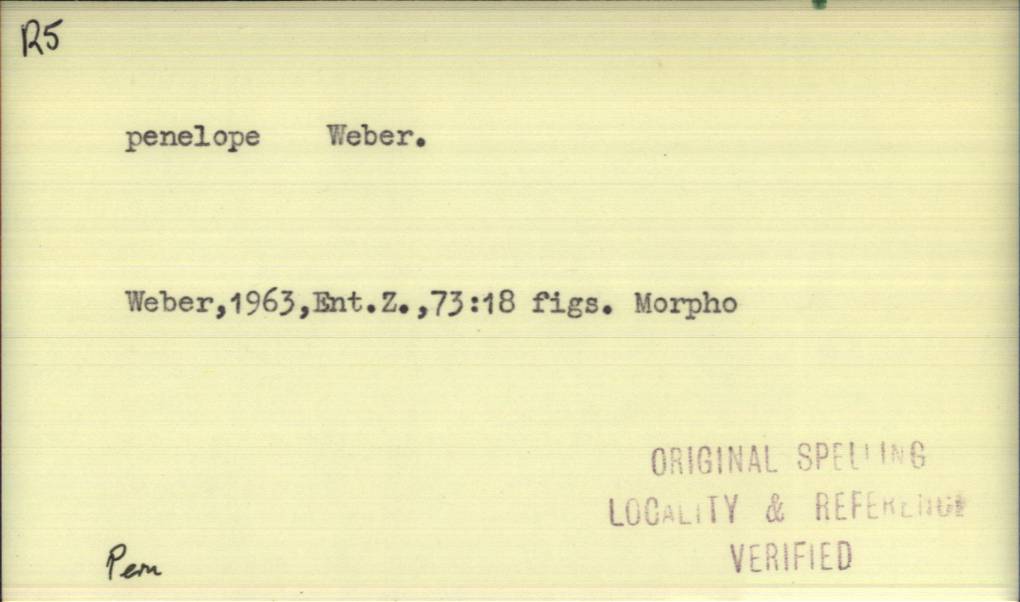 R5
penelope Weber.
Weber,1963,Ent.Z.,73:18 figs. Morpho
ORIGINAL SPELLING
LOCALITY & REFERENCE
VERIFIED
Peru